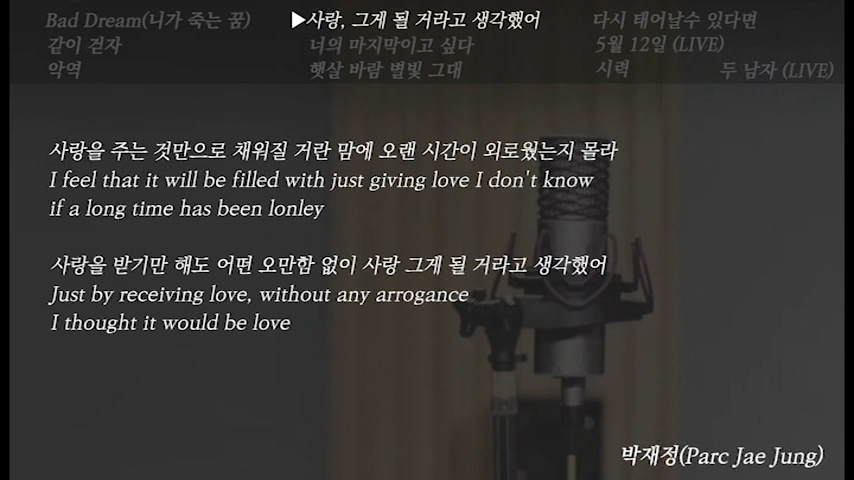 Bad Dream(니가 죽는 꿈)
▶사랑, 그게 될 거라고 생각했어
다시 태어날수 있다면
같이 걷자
너의 마지막이고 싶다
5월 12일 (LIVE)
악역
햇살 바람 별빛 그대
시력
두 남자 (LIVE)
사랑을 주는 것만으로 채워질 거란 맘에 오랜 시간이 외로웠는지 몰라
I feel that it will be filled with just giving love I don't know
if a long time has been lonley
사랑을 받기만 해도 어떤 오만함 없이 사랑 그게 될 거라고 생각했어
Just by receiving love, without any arrogance
I thought it would be love
박재정(Parc Jae Jung)